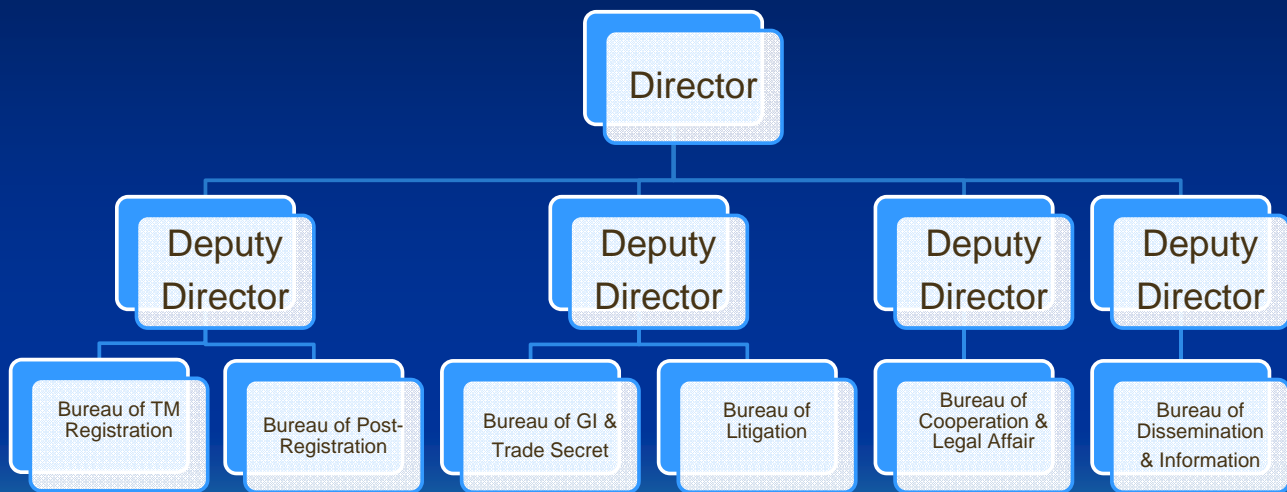 Director
Deputy
Director
Deputy
Director
Deputy
Director
Deputy
Director
Bureau of TM
Registration
Bureau of Post-
Registration
Bureau of GI &
Trade Secret
Bureau of
Litigation
Bureau of
Cooperation &
Legal Affair
Bureau of
Dissemination
& Information